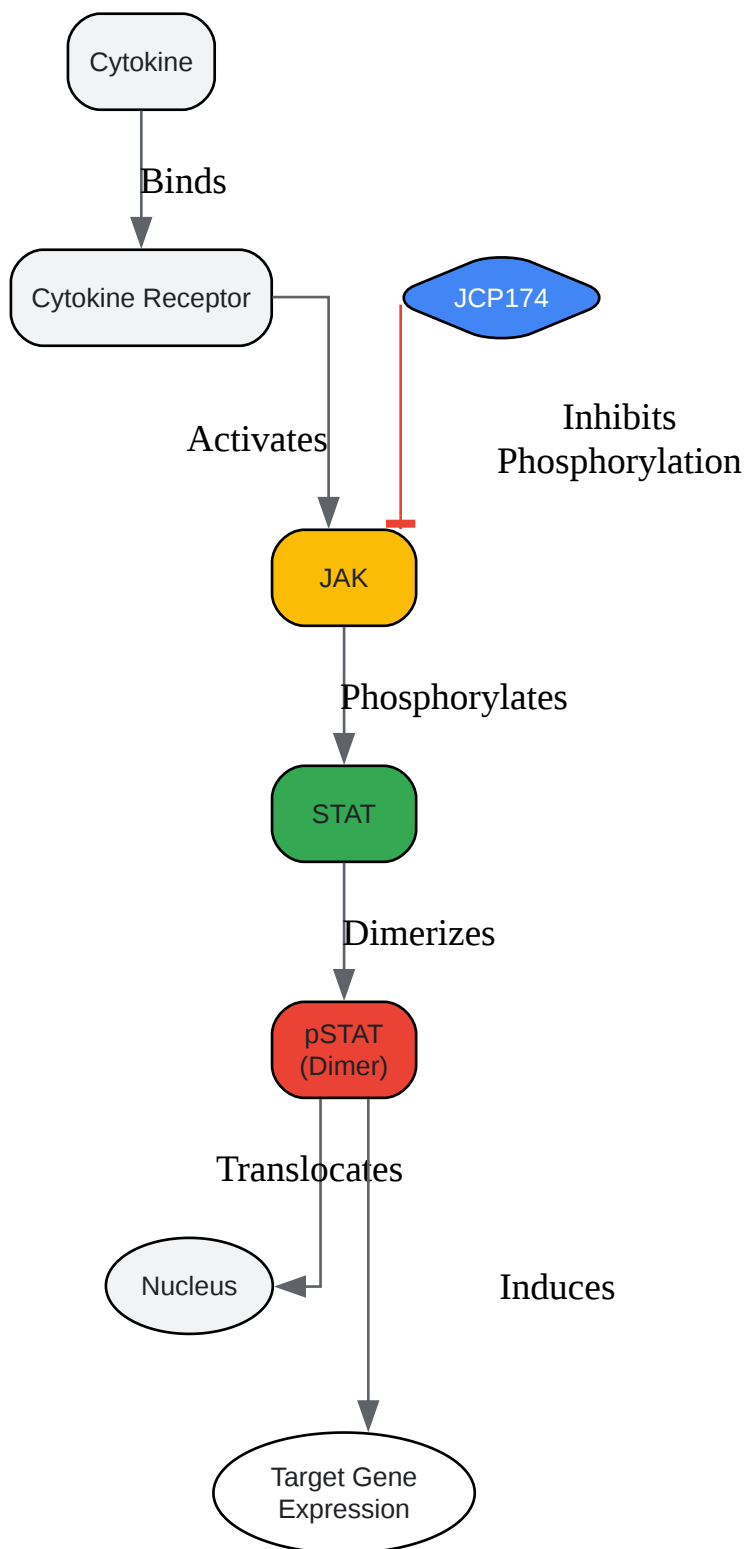 Cytokine
Binds
Cytokine Receptor
JCP174
Activates
Inhibits
Phosphorylation
JAK
Phosphorylates
STAT
Dimerizes
pSTAT
(Dimer)
Translocates
Nucleus
Induces
Target Gene
Expression